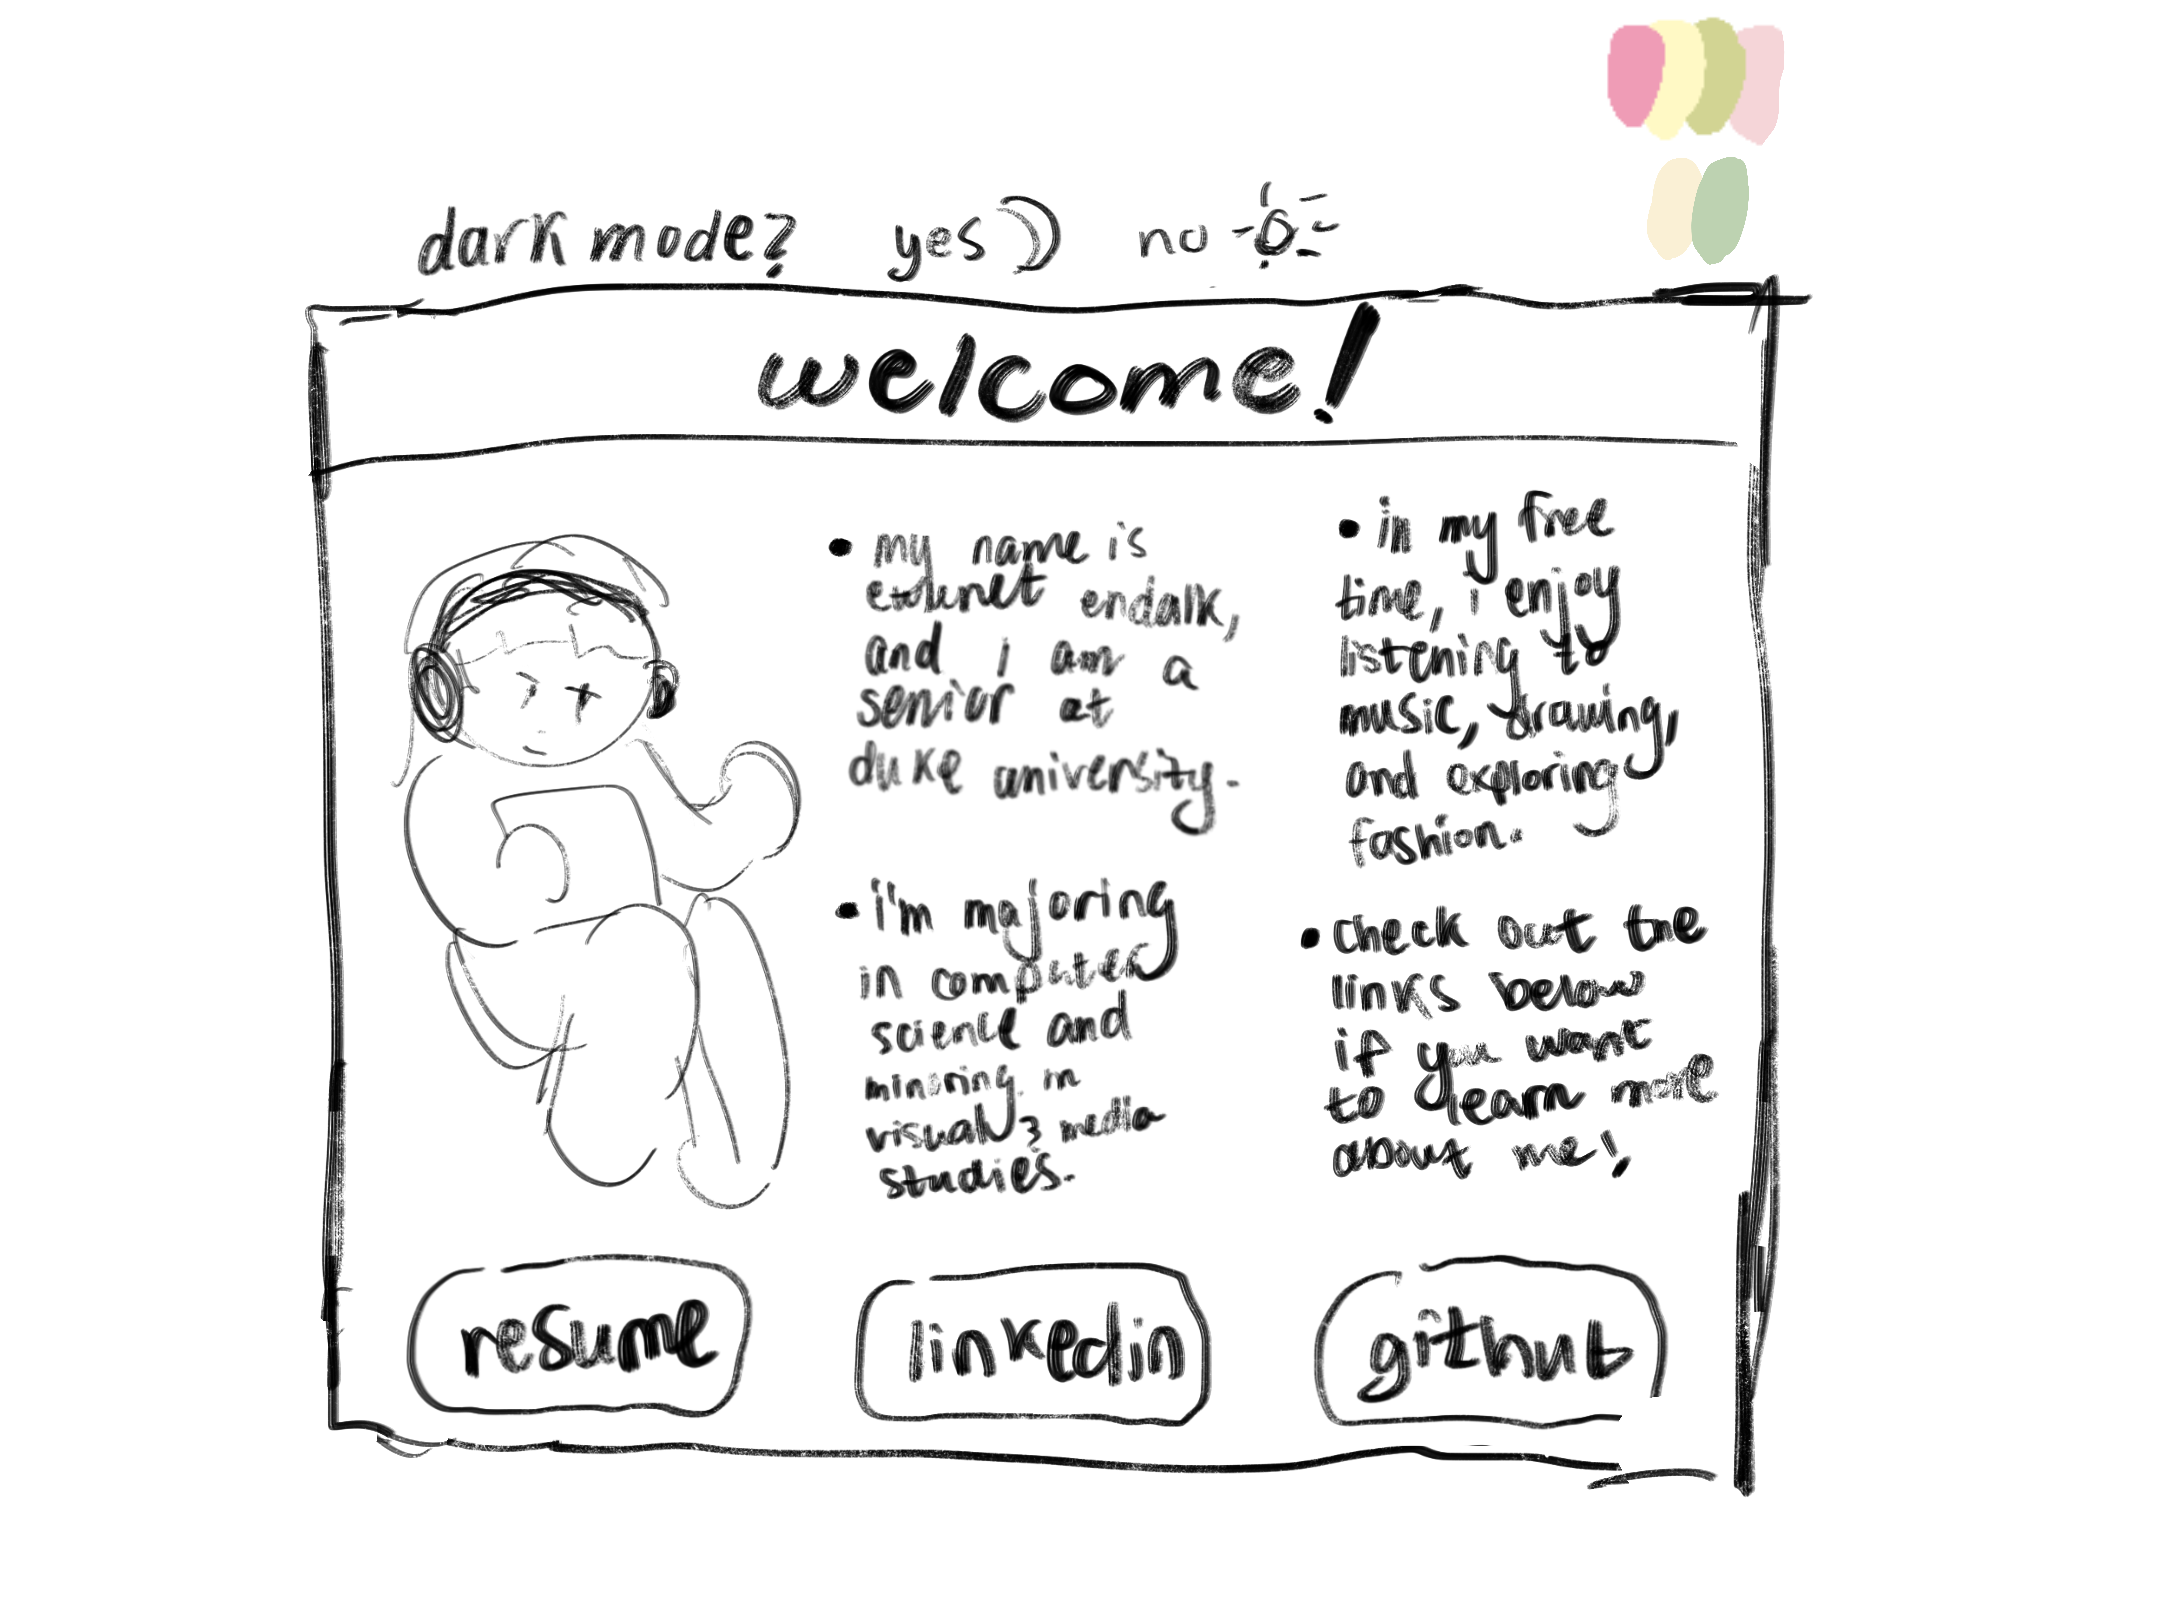 dark mode? yes no
welcome!
• my name is
endalk,
and i am a
senior at
duke university.
• i'm majoring
in computer
science and
minoring in
visual & media
studies.
• in my free
time, i enjoy
listening to
music, drawing,
and exploring
fashion.
• check out the
links below
if you want
to learn more
about me!
resume
linkedin
github